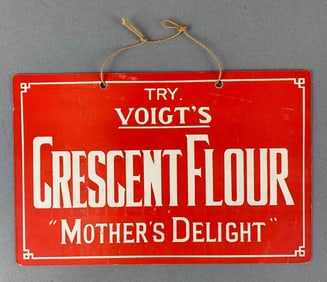 TRY.
VOIGT'S
CRESCENT FLOUR
"MOTHER'S DELIGHT"